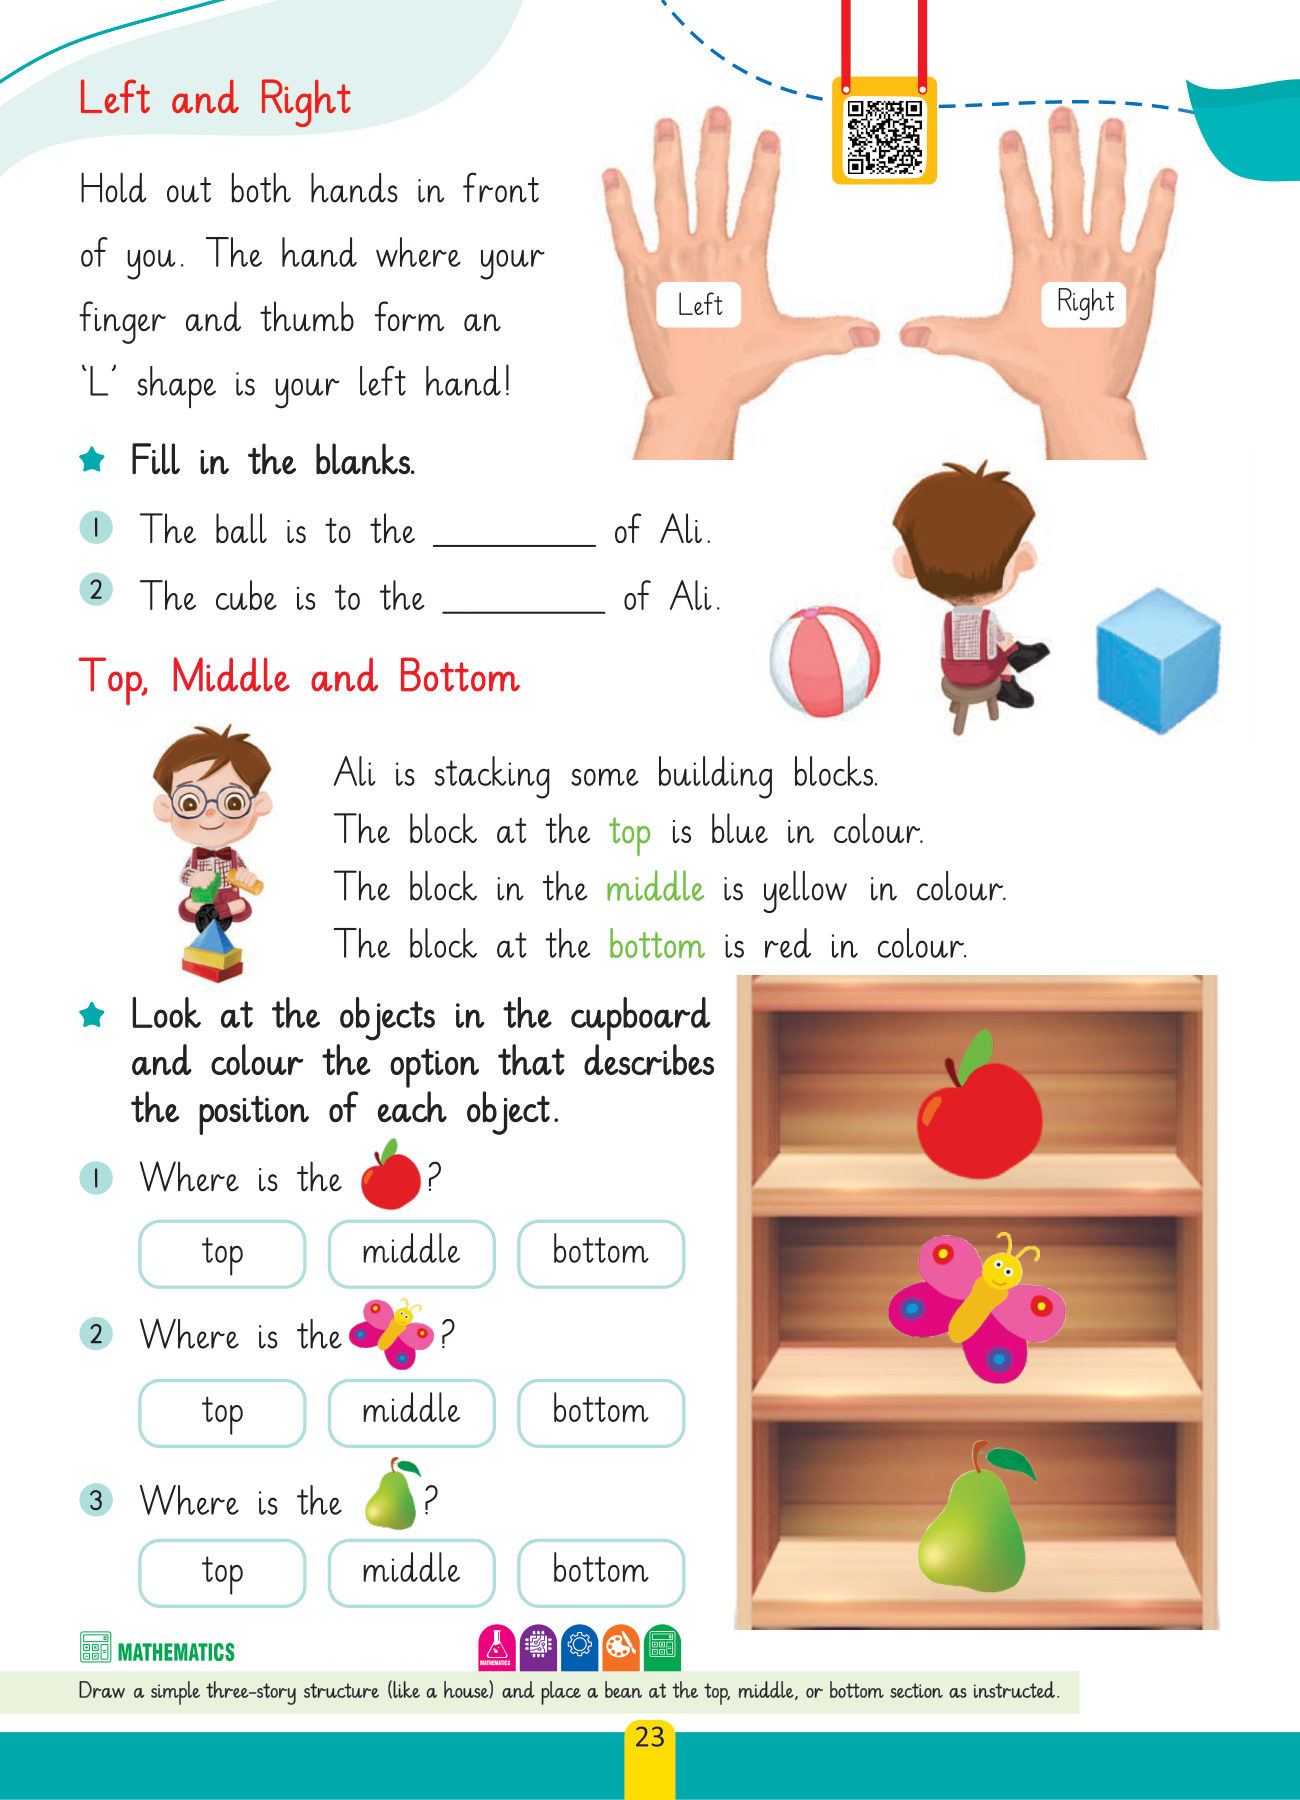 Left and Right
Hold out both hands in front
of you. The hand where your
finger and thumb form an
‘L’ shape is your left hand!
Left
Right
Fill in the blanks.
1 The ball is to the __________ of Ali.
2 The cube is to the __________ of Ali.
Top, Middle and Bottom
Ali is stacking some building blocks.
The block at the top is blue in colour.
The block in the middle is yellow in colour.
The block at the bottom is red in colour.
Look at the objects in the cupboard
and colour the option that describes
the position of each object.
1 Where is the ?
top middle bottom
2 Where is the ?
top middle bottom
3 Where is the ?
top middle bottom
MATHEMATICS
MATHEMATICS
Draw a simple three-story structure (like a house) and place a bean at the top, middle, or bottom section as instructed.
23